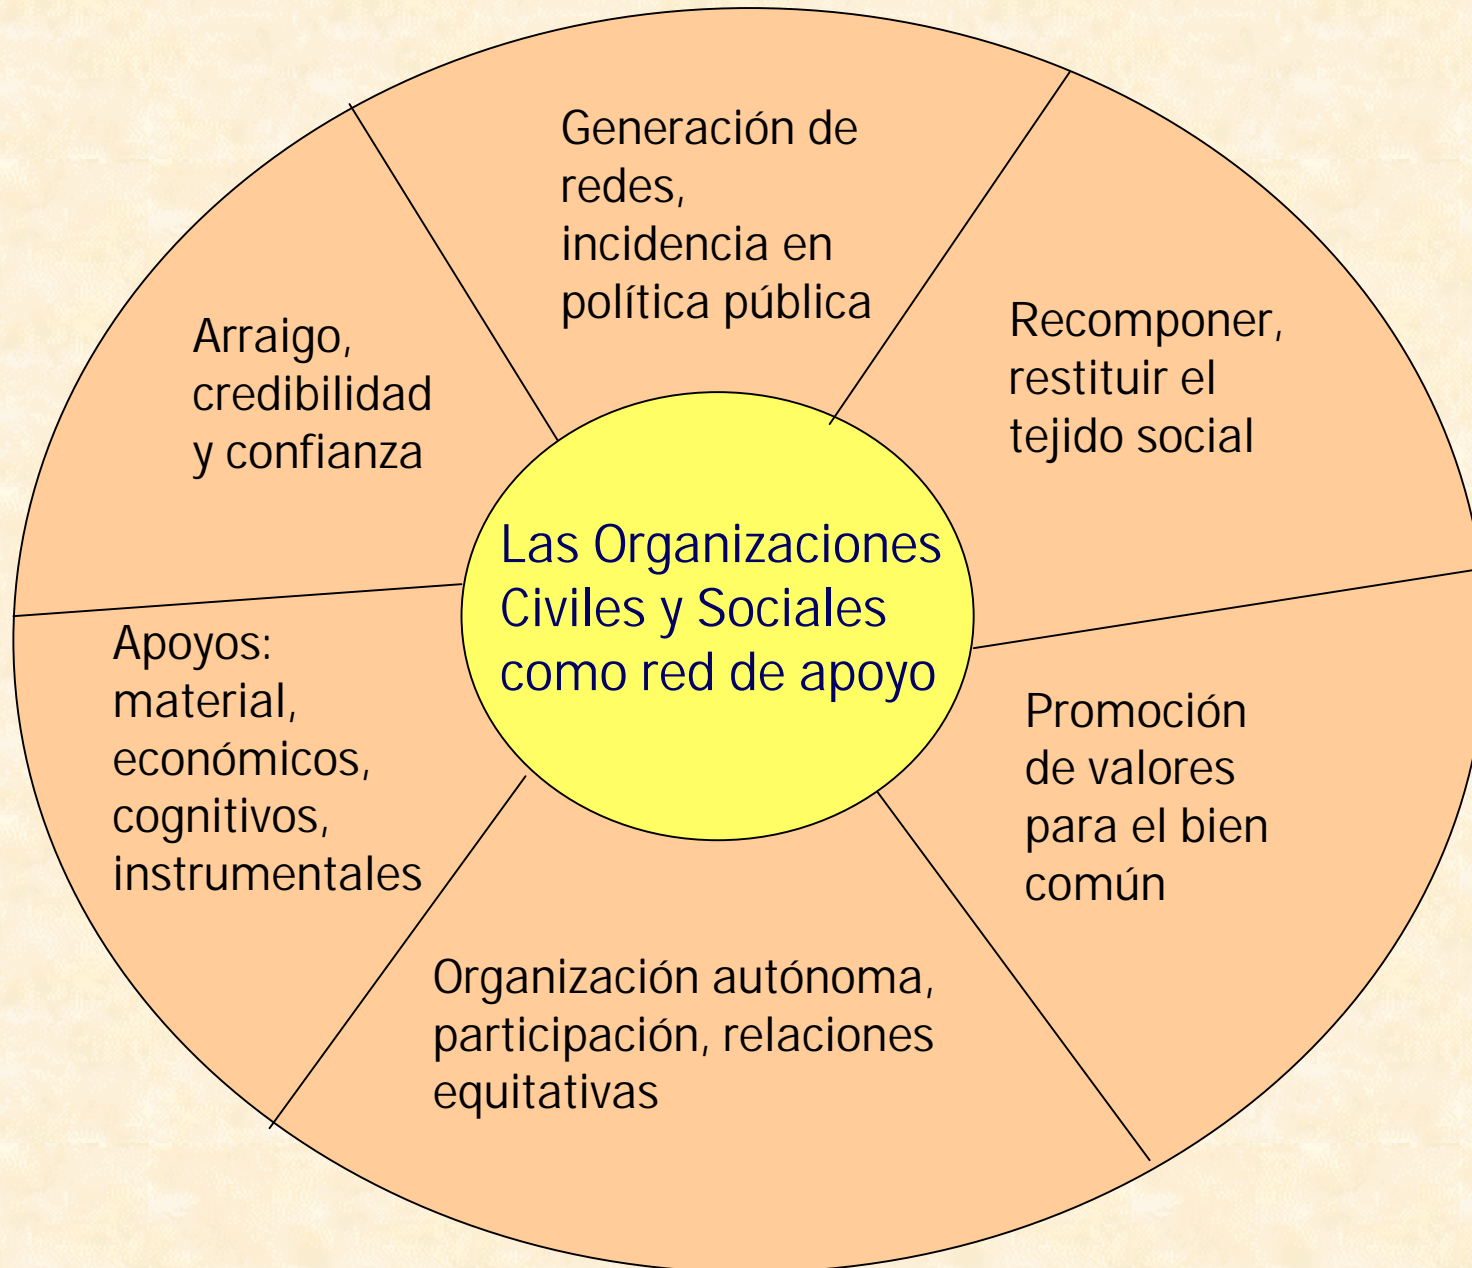 Generación de
redes,
incidencia en
política pública
Recomponer,
restituir el
tejido social
Arraigo,
credibilidad
y confianza
Las Organizaciones
Civiles y Sociales
como red de apoyo
Apoyos:
material,
económicos,
cognitivos,
instrumentales
Promoción
de valores
para el bien
común
Organización autónoma,
participación, relaciones
equitativas